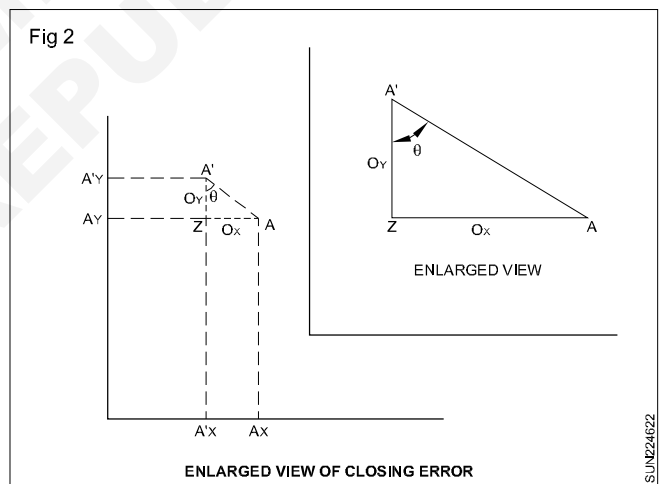 Fig 2
A'
OY
θ
Z
OX
A
ENLARGED VIEW
A'Y
AY
A'
OY
θ
Z
OX
A
A'X
AX
ENLARGED VIEW OF CLOSING ERROR
SUN224622